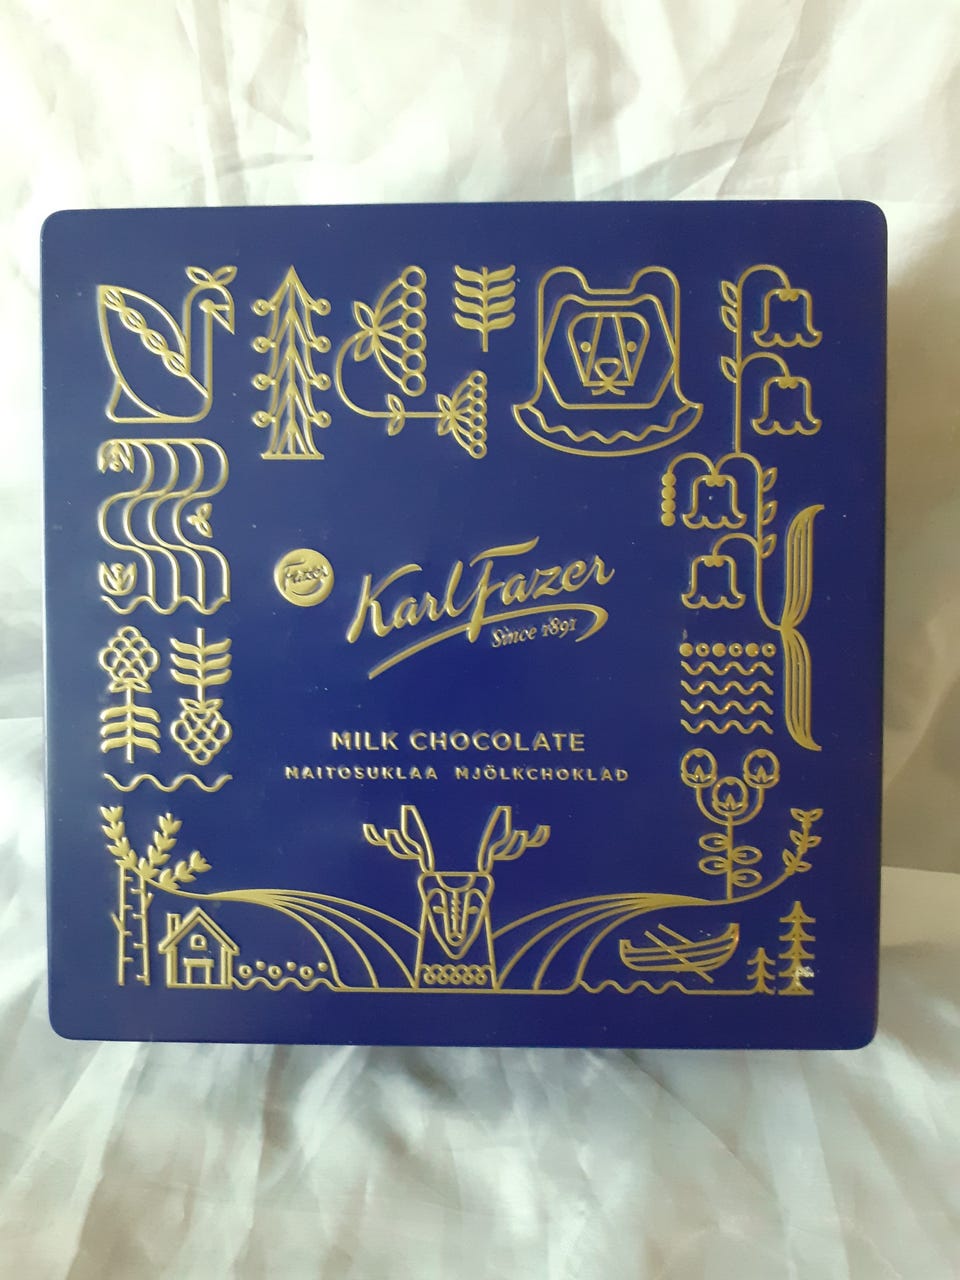 Fazer
Karl Fazer
Since 1891
MILK CHOCOLATE
MAITOSUKLAA MJÖLKCHOKLAD